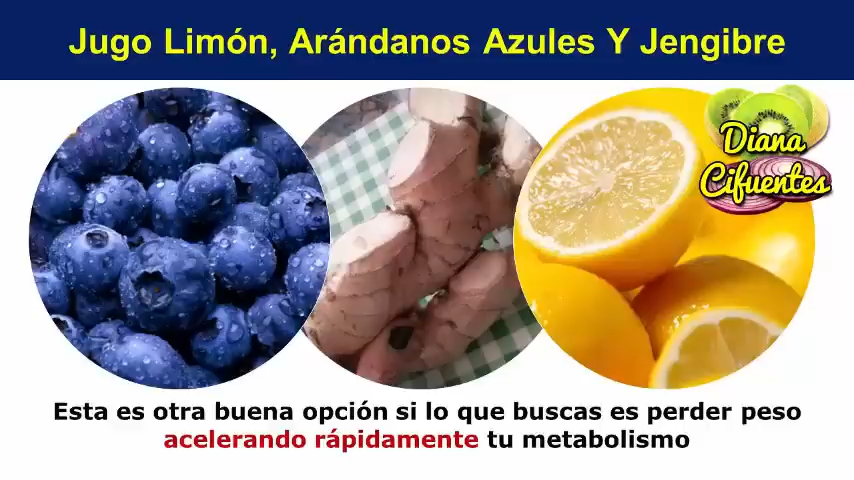 Jugo Limón, Arándanos Azules Y Jengibre
Diana
Cifuentes
Esta es otra buena opción si lo que buscas es perder peso
acelerando rápidamente tu metabolismo